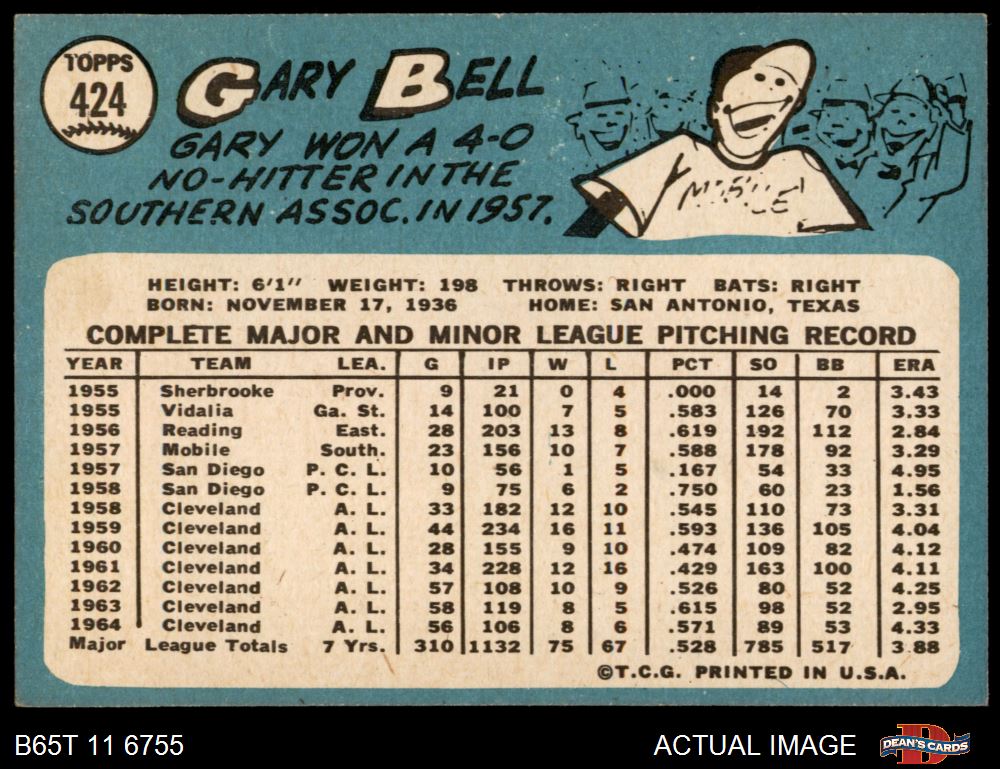 TOPPS
424
GARY BELL
GARY WON A 4-0
NO-HITTER IN THE
SOUTHERN ASSOC. IN 1957.
MOBILE
HEIGHT: 6'1" WEIGHT: 198 THROWS: RIGHT BATS: RIGHT
BORN: NOVEMBER 17, 1936 HOME: SAN ANTONIO, TEXAS
COMPLETE MAJOR AND MINOR LEAGUE PITCHING RECORD
YEAR TEAM LEA. G IP W L PCT SO BB ERA
1955 Sherbrooke Prov. 9 21 0 4 .000 14 2 3.43
1955 Vidalia Ga. St. 14 100 7 5 .583 126 70 3.33
1956 Reading East. 28 203 13 8 .619 192 112 2.84
1957 Mobile South. 23 156 10 7 .588 178 92 3.29
1957 San Diego P. C. L. 10 56 1 5 .167 54 33 4.95
1958 San Diego P. C. L. 9 75 6 2 .750 60 23 1.56
1958 Cleveland A. L. 33 182 12 10 .545 110 73 3.31
1959 Cleveland A. L. 44 234 16 11 .593 136 105 4.04
1960 Cleveland A. L. 28 155 9 10 .474 109 82 4.12
1961 Cleveland A. L. 34 228 12 16 .429 163 100 4.11
1962 Cleveland A. L. 57 108 10 9 .526 80 52 4.25
1963 Cleveland A. L. 58 119 8 5 .615 98 52 2.95
1964 Cleveland A. L. 56 106 8 6 .571 89 53 4.33
Major League Totals 7 Yrs. 310 1132 75 67 .528 785 517 3.88
©T.C.G. PRINTED IN U.S.A.
B65T 11 6755
ACTUAL IMAGE
DEAN'S CARDS